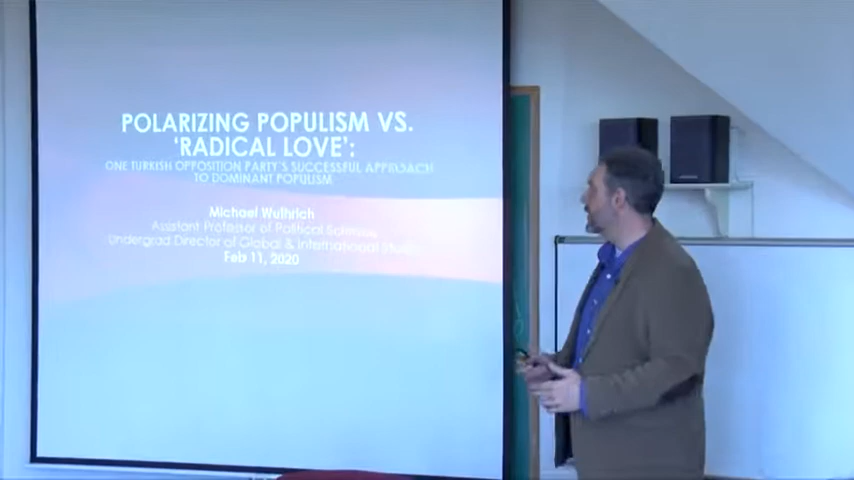 POLARIZING POPULISM VS.
'RADICAL LOVE':
ONE TURKISH OPPOSITION PARTY'S SUCCESSFUL APPROACH
TO DOMINANT POPULISM
Michael Wuthrich
Assistant Professor of Political Science
Undergrad Director of Global & International Studies
Feb 11, 2020